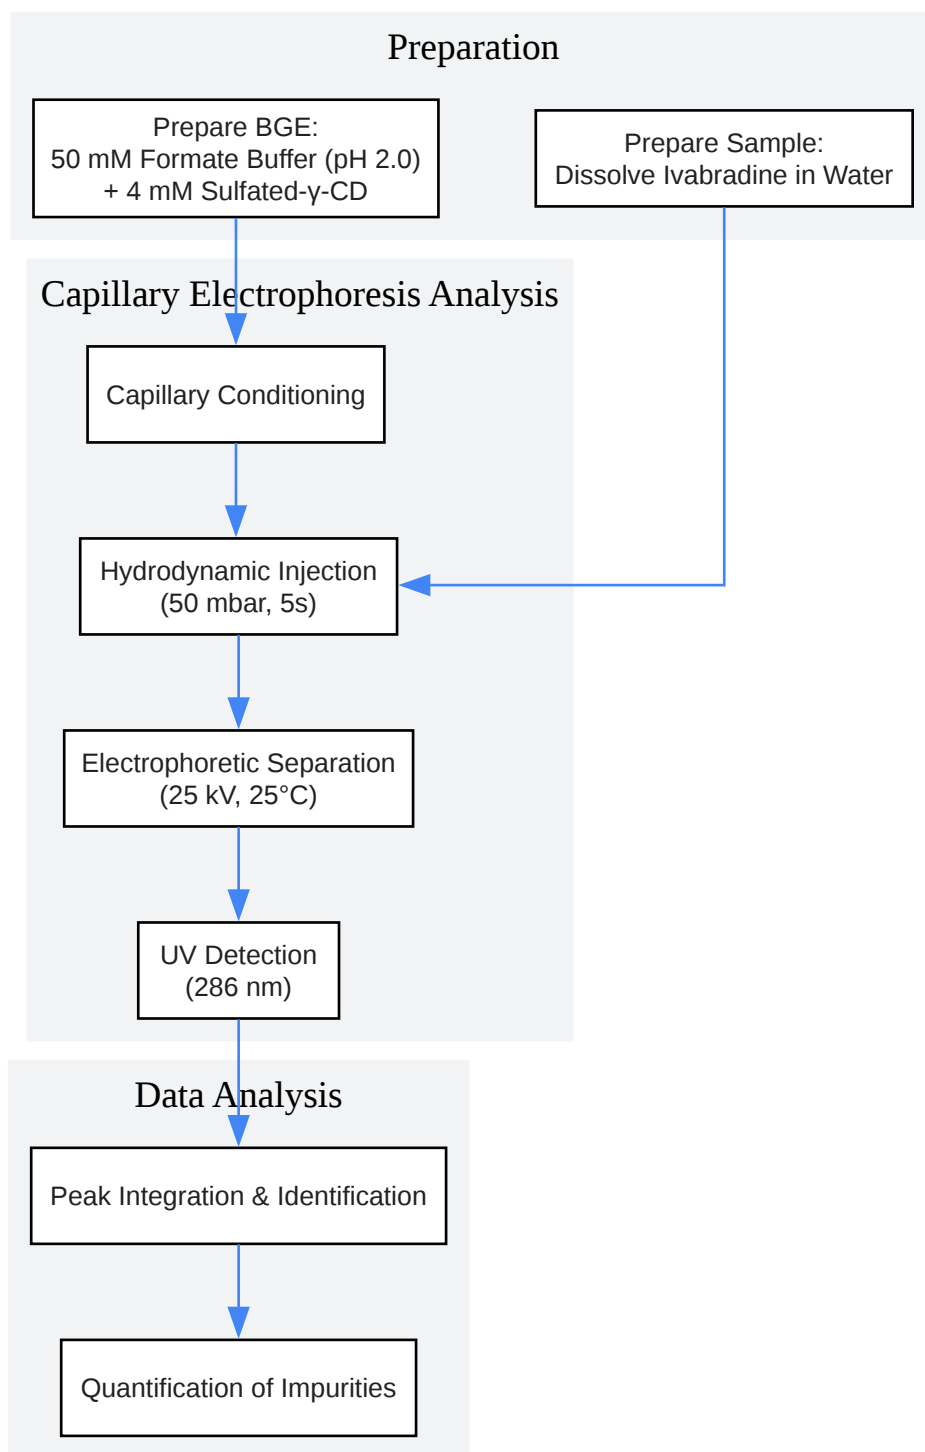 Preparation
Prepare BGE:
50 mM Formate Buffer (pH 2.0)
+ 4 mM Sulfated-γ-CD
Prepare Sample:
Dissolve Ivabradine in Water
Capillary Electrophoresis Analysis
Capillary Conditioning
Hydrodynamic Injection
(50 mbar, 5s)
Electrophoretic Separation
(25 kV, 25°C)
UV Detection
(286 nm)
Data Analysis
Peak Integration & Identification
Quantification of Impurities